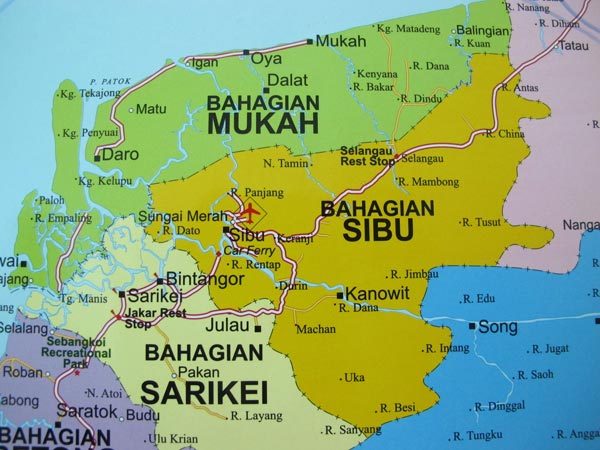 Kg. Matadeng
Balingian
R. Nanang
R. Dihan
R. Kuan
Mukah
Oya
Igan
Tatau
P. PATOK
Kg. Tekajong
Kenyana
R. Dana
Dalat
R. Bakar
R. Antas
Matu
BAHAGIAN
MUKAH
R. Dindu
Kg. Penyuai
R. China
Daro
Selangau
Rest Stop
Selangau
N. Tamin
Kg. Kelupu
R. Mambong
Paloh
R. Panjang
BAHAGIAN
SIBU
R. Empaling
Sungai Merah
R. Tusut
Nanga
R. Dato
Sibu
Keranji
Car Ferry
R. Rentap
R. Jimbau
Bintangor
Durin
Tg. Manis
Sarikei
Kanowit
R. Edu
R. Dana
Jakar Rest
Stop
Julau
Machan
Song
Selalang
Sebangkoi
Recreational
Park
BAHAGIAN
SARIKEI
R. Intang
R. Jugat
Roban
Pakan
Uka
R. Saoh
N. Atoi
Saratok
Budu
R. Layang
R. Besi
R. Dinggal
BAHAGIAN
Ulu Krian
R. Sanyang
R. Tungku
R. Aman